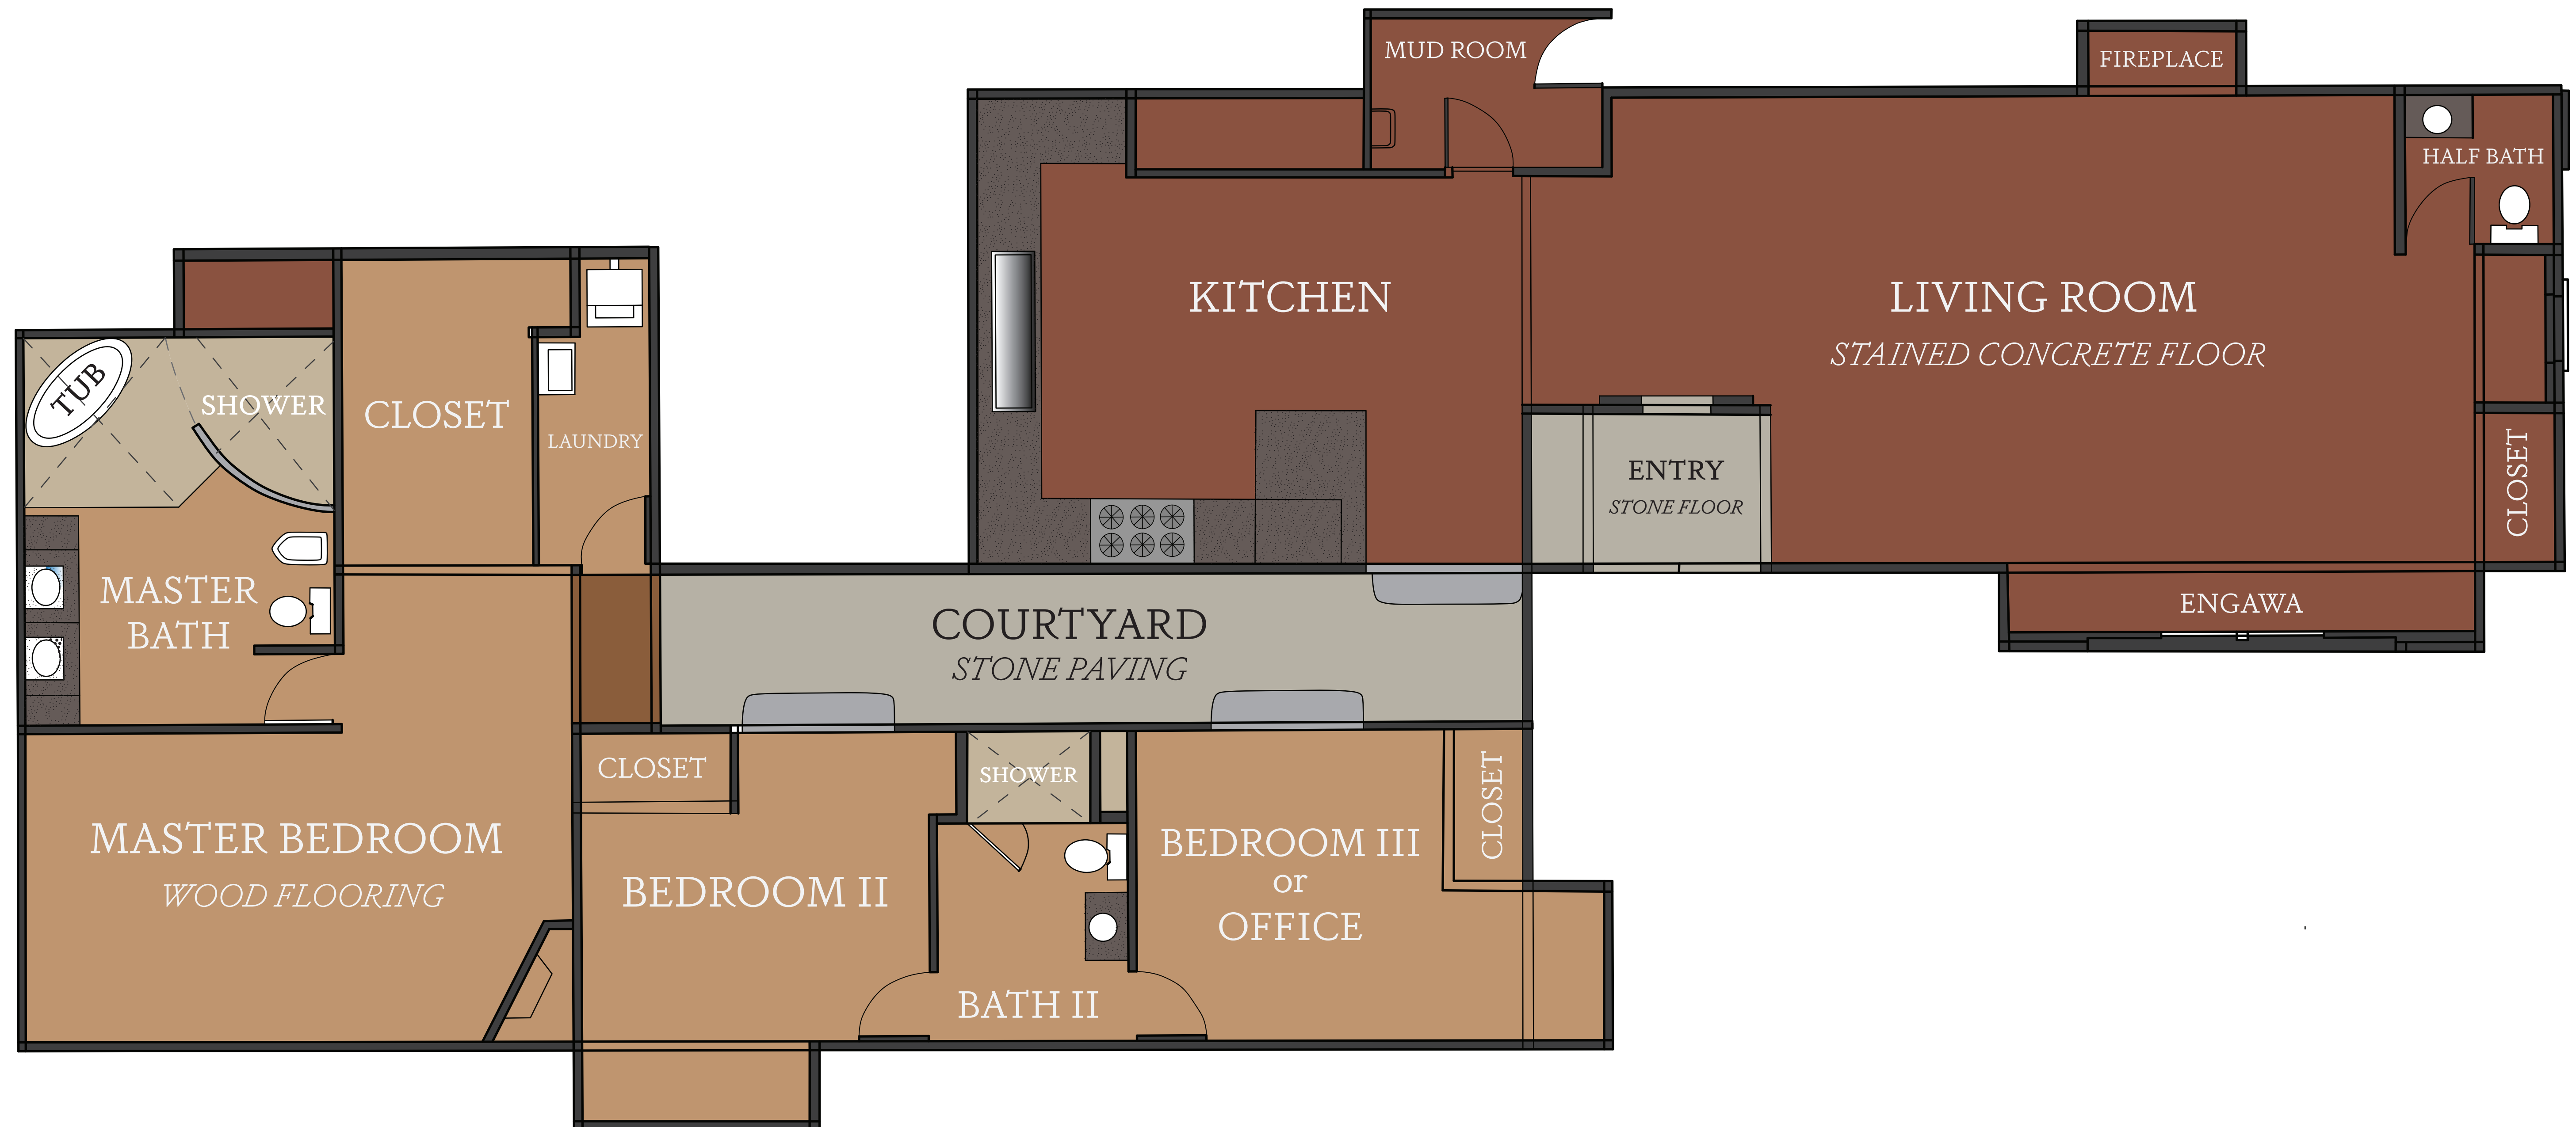 MUD ROOM
FIREPLACE
HALF BATH
KITCHEN
LIVING ROOM
STAINED CONCRETE FLOOR
TUB
SHOWER
CLOSET
LAUNDRY
ENTRY
STONE FLOOR
CLOSET
MASTER
BATH
COURTYARD
STONE PAVING
ENGAWA
CLOSET
SHOWER
CLOSET
MASTER BEDROOM
WOOD FLOORING
BEDROOM II
BEDROOM III
or
OFFICE
BATH II